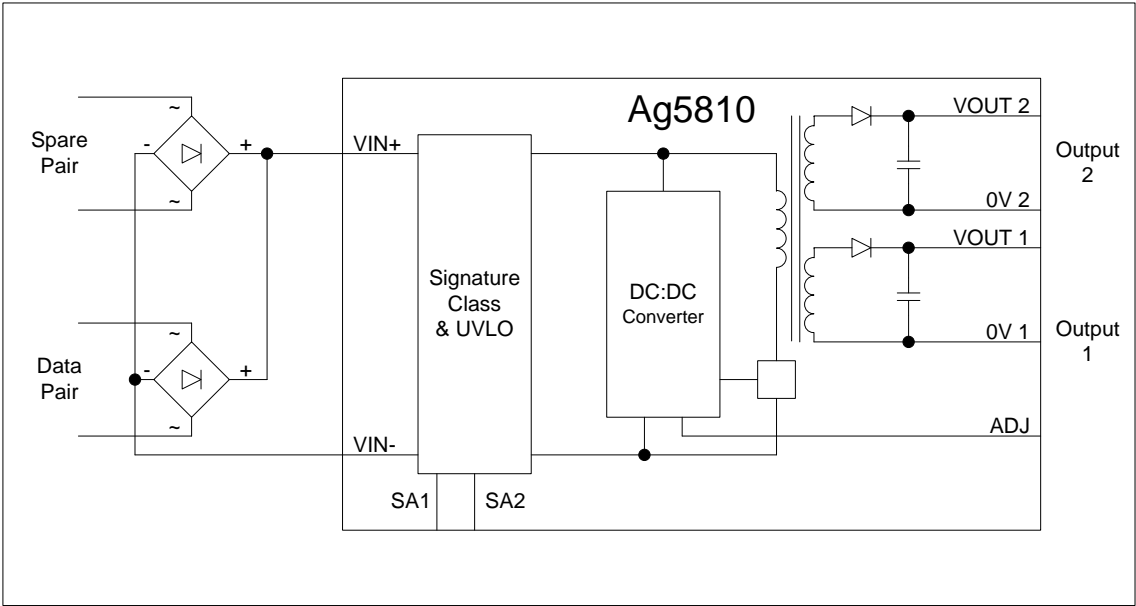 Ag5810
Spare
Pair
~
-
+
~
VIN+
Signature
Class
& UVLO
DC:DC
Converter
VOUT 2
Output
2
0V 2
VOUT 1
0V 1
Output
1
Data
Pair
~
-
+
~
VIN-
ADJ
SA1
SA2